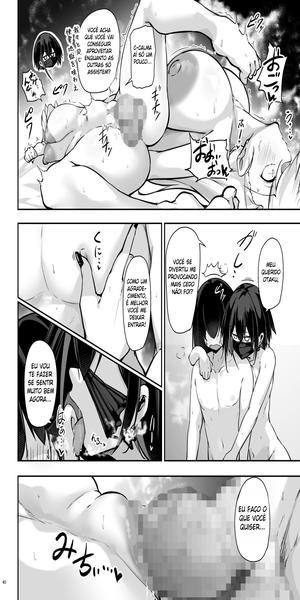 VOCÊ ACHA
QUE VOCÊ VAI
CONSEGUIR
APROVEITAR
ENQUANTO
AS OUTRAS
SÓ ASSISTEM?
C-CALMA
AÍ SÓ UM
POUCO...
MEU
QUERIDO
OTAKU,
VOCÊ SE
DIVERTIU ME
PROVOCANDO
MAIS CEDO
NÃO FOI?
COMO UM
AGRADE-
CIMENTO,
É MELHOR
VOCÊ ME
DEIXAR
ENTRAR!
EU VOU
TE FAZER
SE SENTIR
MUITO BEM
AGORA...
EU FAÇO O
QUE VOCÊ
QUISER...